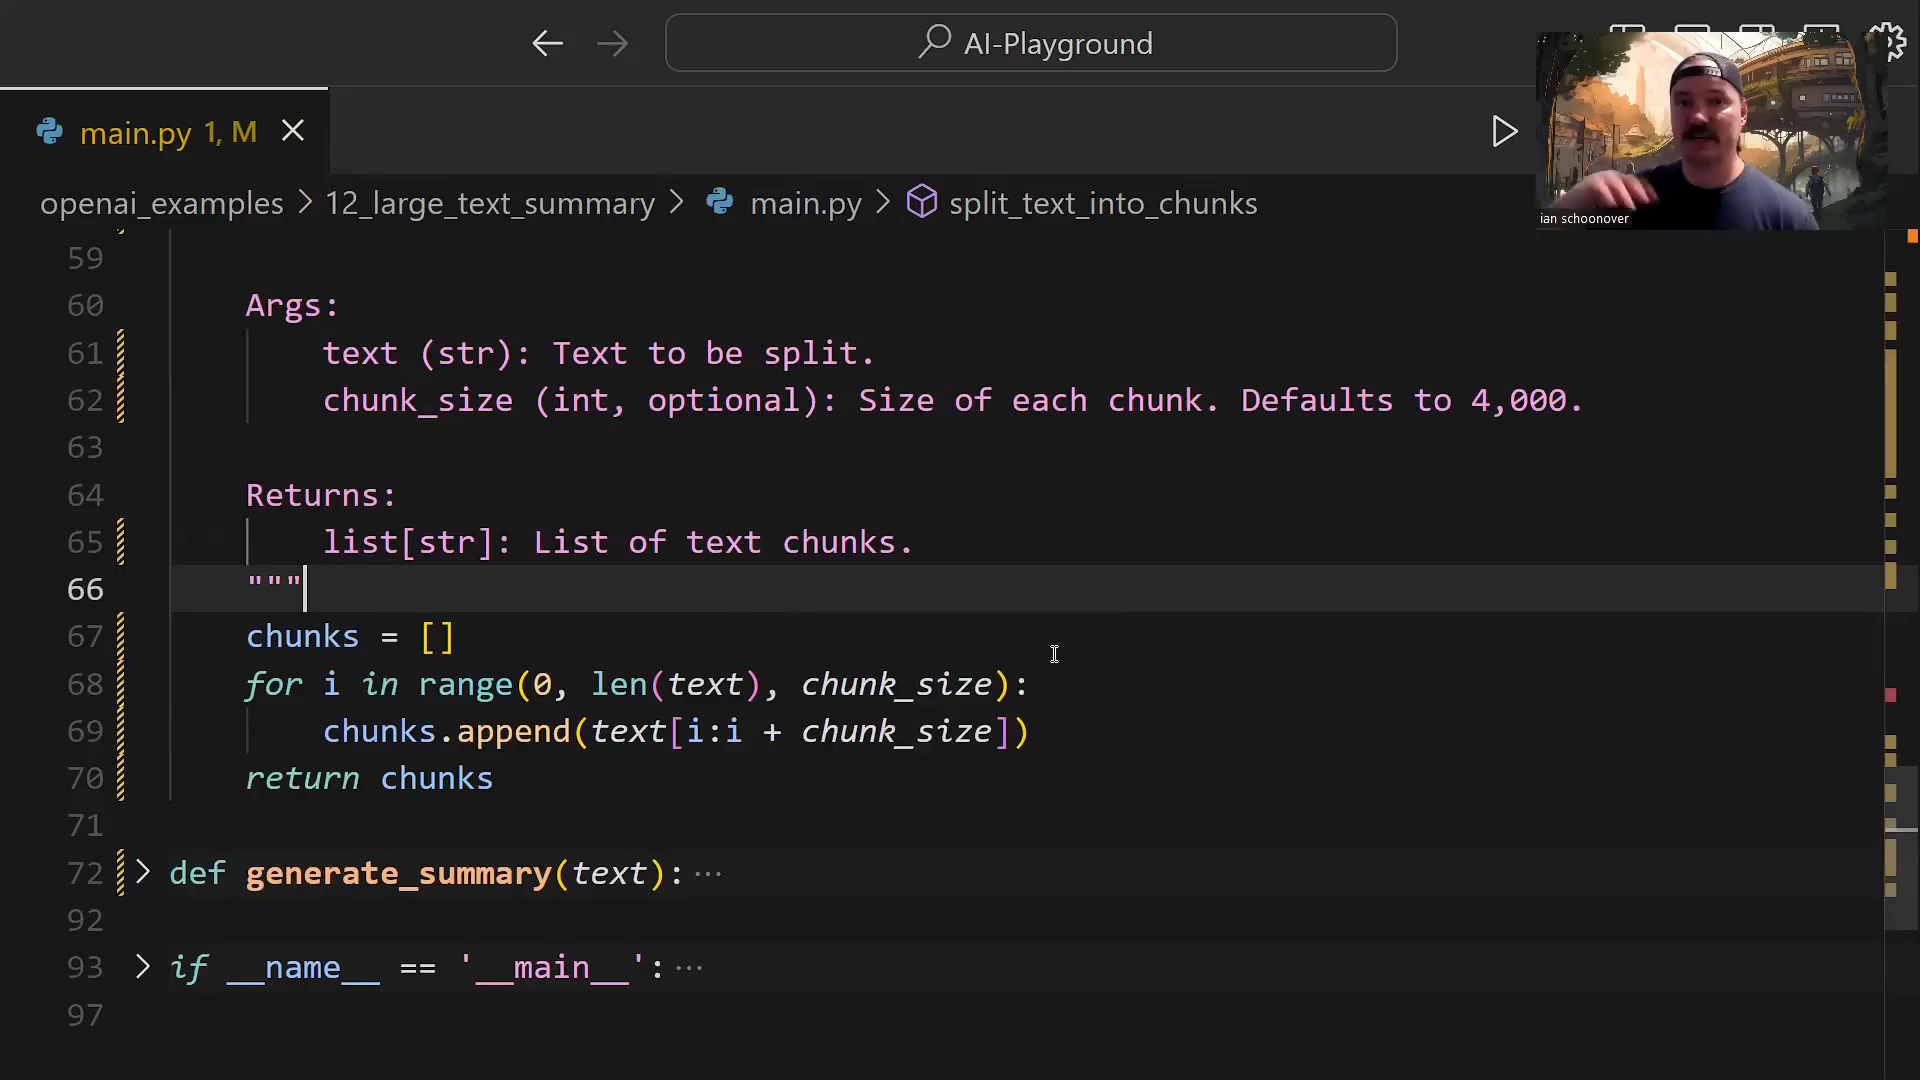 AI-Playground
main.py 1, M
ian schoonover
openai_examples > 12_large_text_summary > main.py > split_text_into_chunks
59
60 Args:
61 text (str): Text to be split.
62 chunk_size (int, optional): Size of each chunk. Defaults to 4,000.
63
64 Returns:
65 list[str]: List of text chunks.
66 """
67 chunks = []
68 for i in range(0, len(text), chunk_size):
69 chunks.append(text[i:i + chunk_size])
70 return chunks
71
72 def generate_summary(text): ···
92
93 if __name__ == '__main__': ···
97